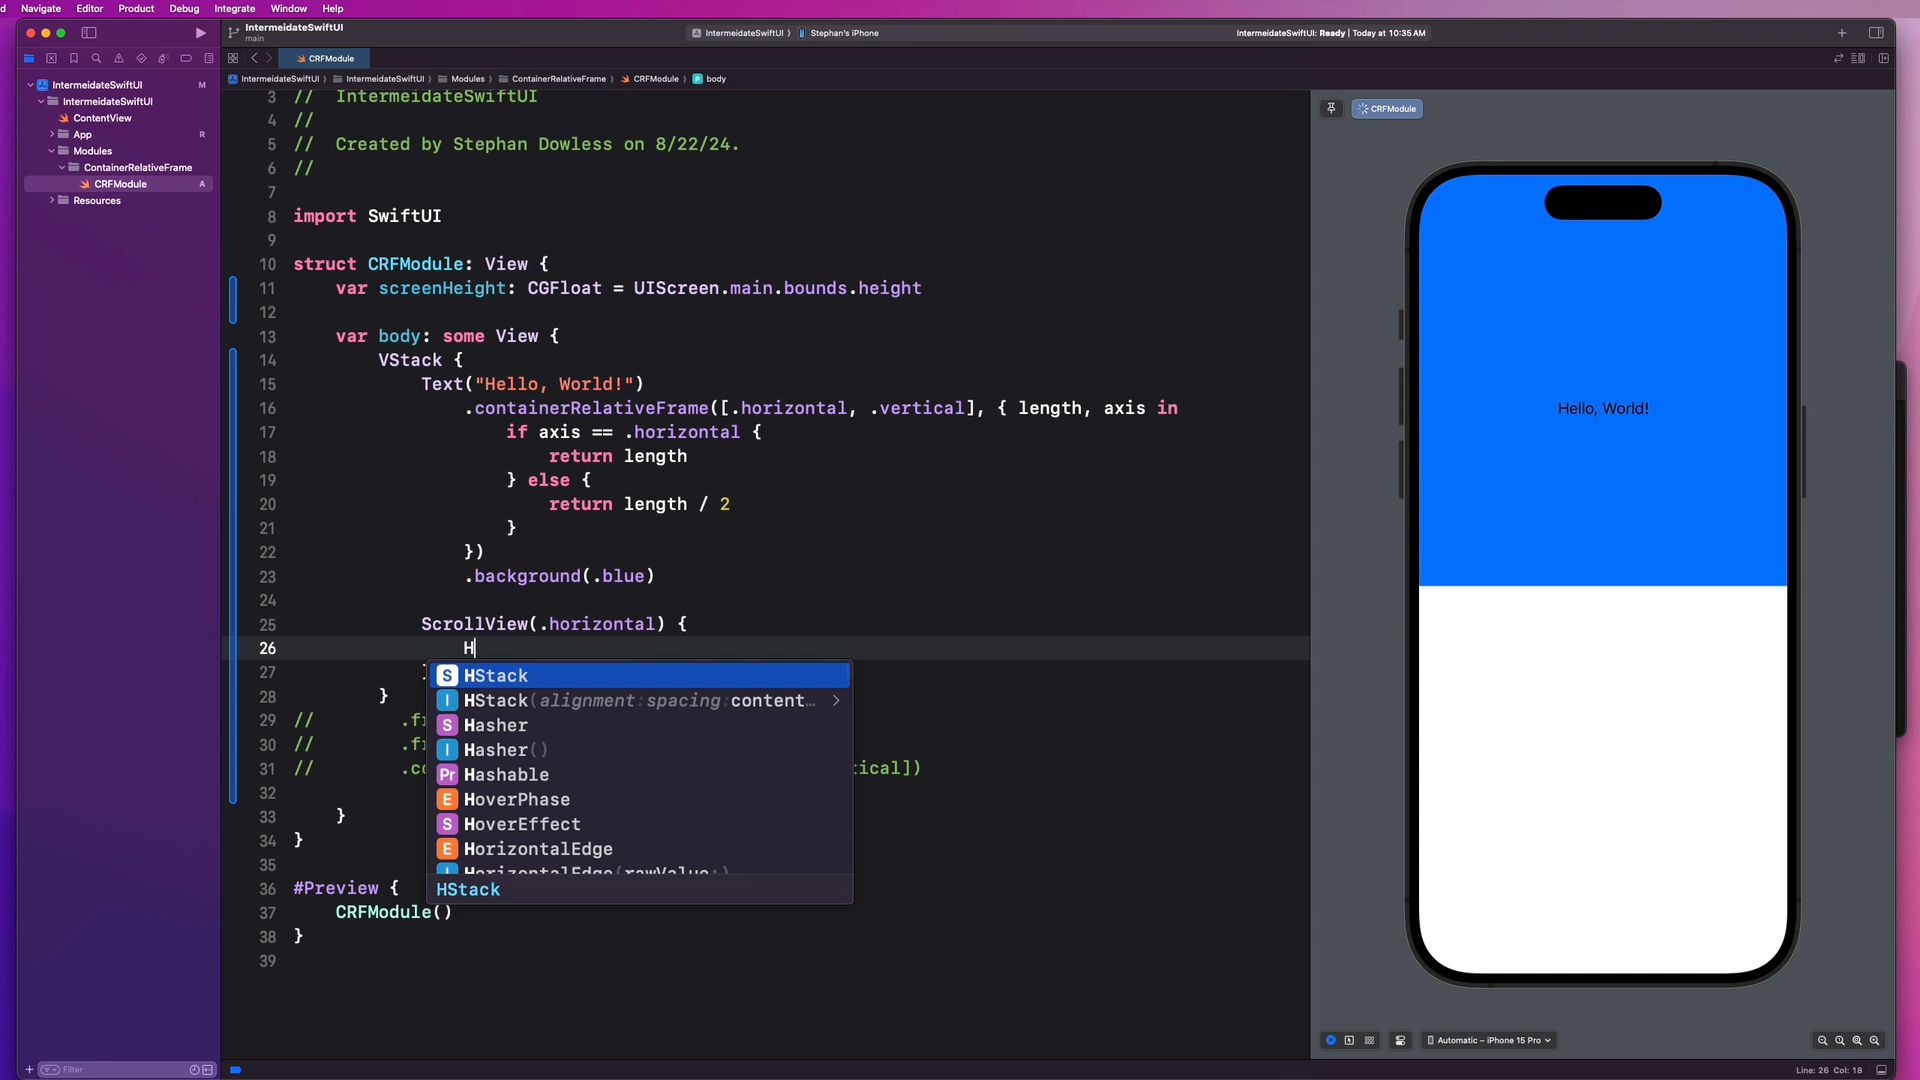 d Navigate Editor Product Debug Integrate Window Help
IntermeidateSwiftUI
main
IntermeidateSwiftUI Stephan's iPhone
IntermeidateSwiftUI: Ready | Today at 10:35 AM
CRFModule
IntermeidateSwiftUI IntermeidateSwiftUI Modules ContainerRelativeFrame CRFModule body
IntermeidateSwiftUI M
IntermeidateSwiftUI
ContentView
App R
Modules
ContainerRelativeFrame
CRFModule A
Resources
Filter
3 // IntermeidateSwiftUI
4 //
5 // Created by Stephan Dowless on 8/22/24.
6 //
7
8 import SwiftUI
9
10 struct CRFModule: View {
11 var screenHeight: CGFloat = UIScreen.main.bounds.height
12
13 var body: some View {
14 VStack {
15 Text("Hello, World!")
16 .containerRelativeFrame([.horizontal, .vertical], { length, axis in
17 if axis == .horizontal {
18 return length
19 } else {
20 return length / 2
21 }
22 })
23 .background(.blue)
24
25 ScrollView(.horizontal) {
26 H
27
28 }
29 // .f
30 // .f
31 // .co tical])
32
33 }
34 }
35
36 #Preview {
37 CRFModule()
38 }
39
S HStack
I HStack(alignment:spacing:content…
S Hasher
I Hasher()
Pr Hashable
E HoverPhase
S HoverEffect
E HorizontalEdge
HorizontalEdge(rawValue:)
HStack
CRFModule
Hello, World!
Automatic – iPhone 15 Pro
Line: 26 Col: 18